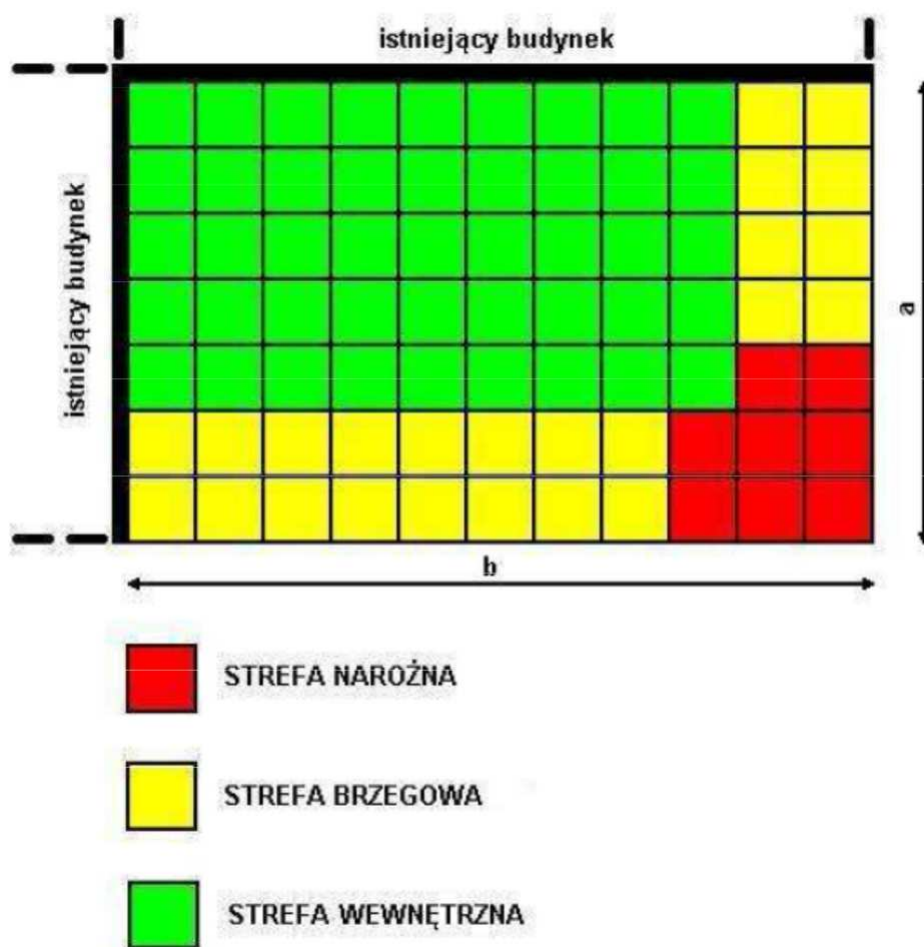 istniejący budynek
istniejący budynek
a
b
STREFA NAROŻNA
STREFA BRZEGOWA
STREFA WEWNĘTRZNA